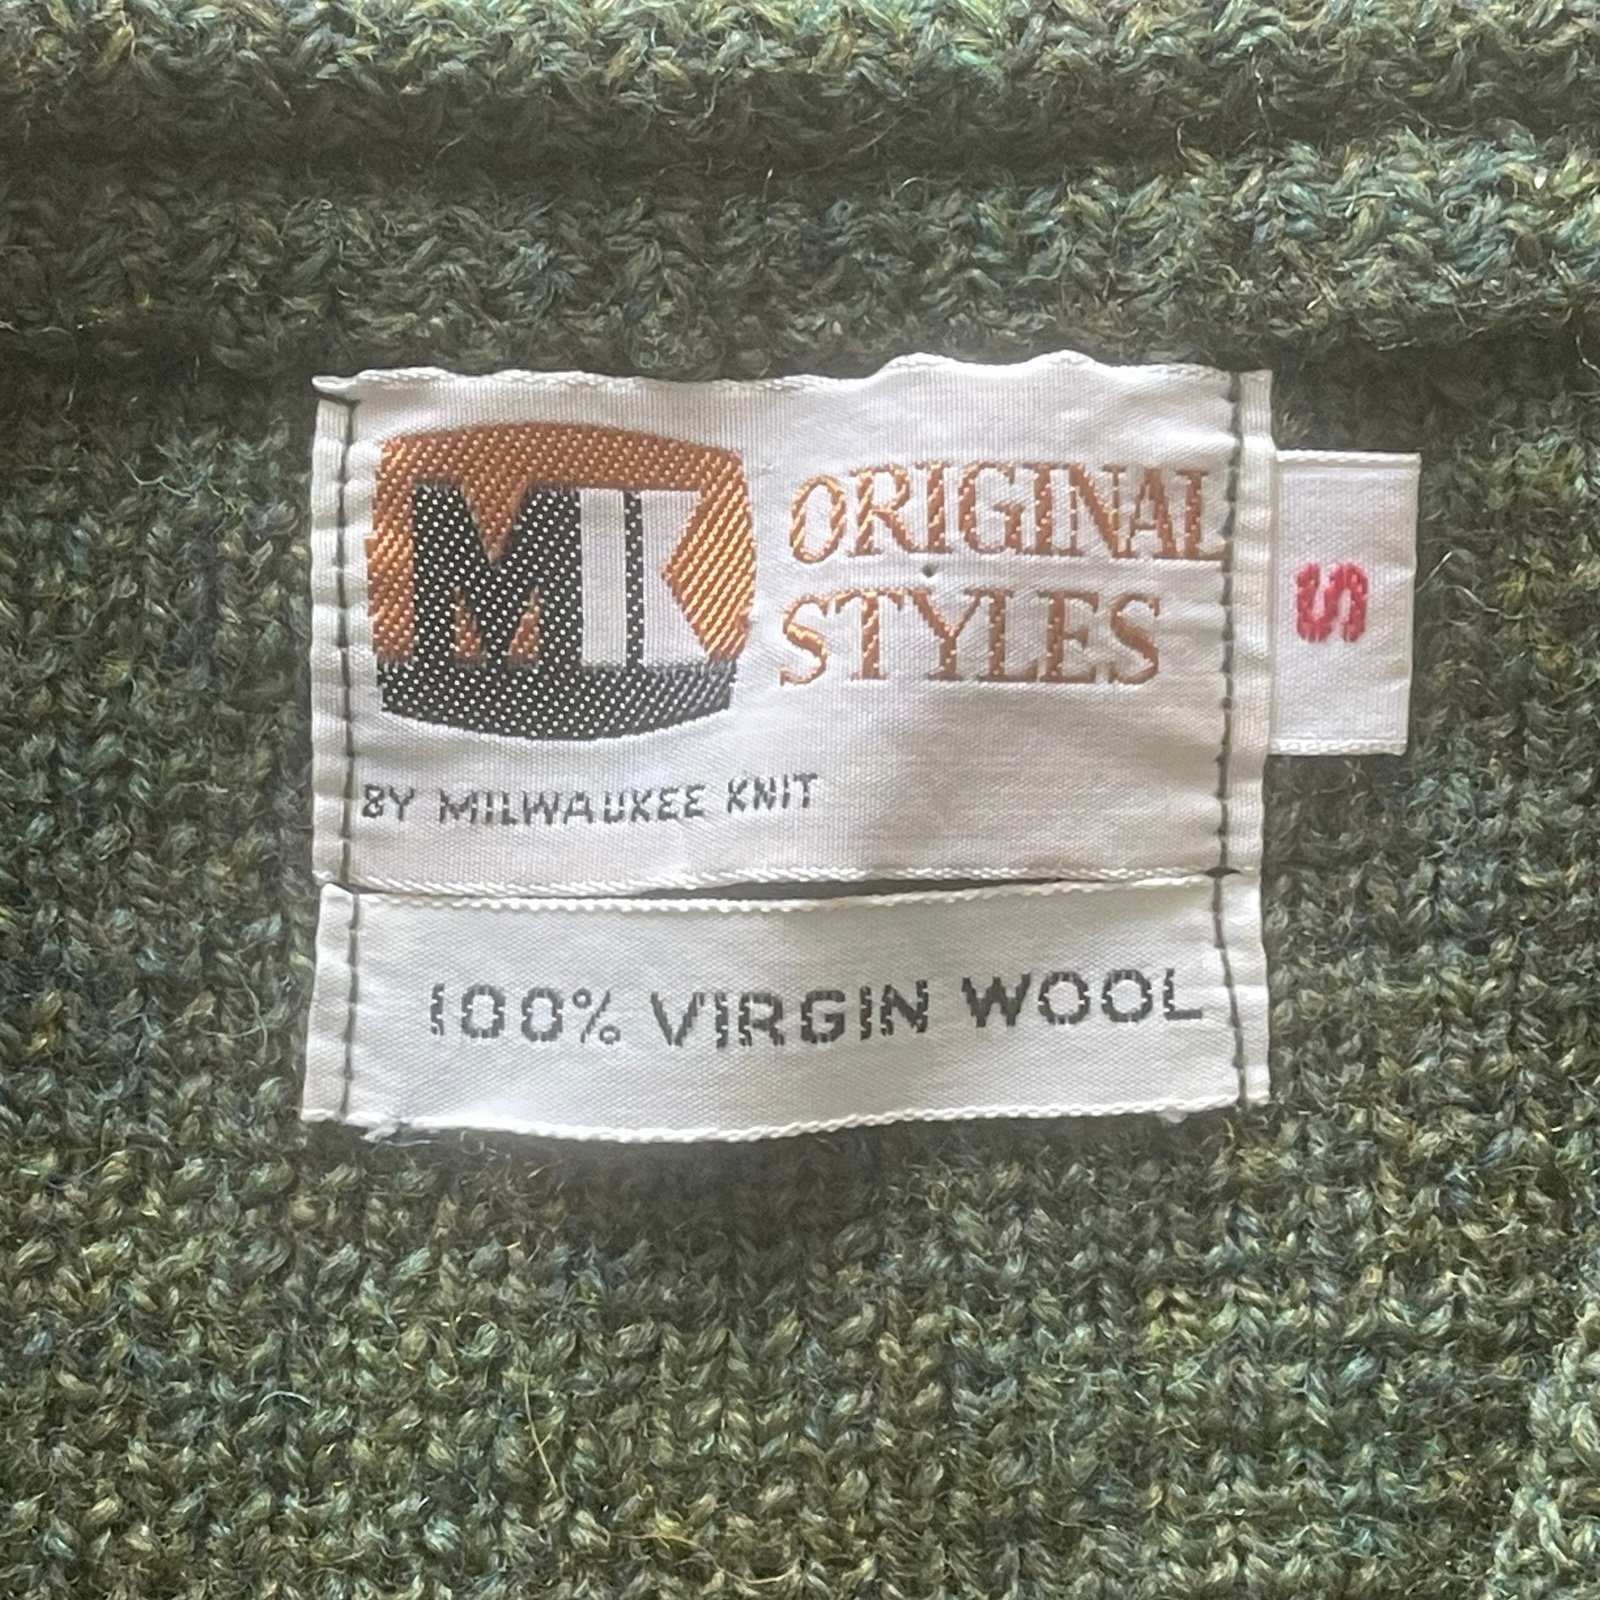 MK
ORIGINAL
STYLES
BY MILWAUKEE KNIT
S
100% VIRGIN WOOL